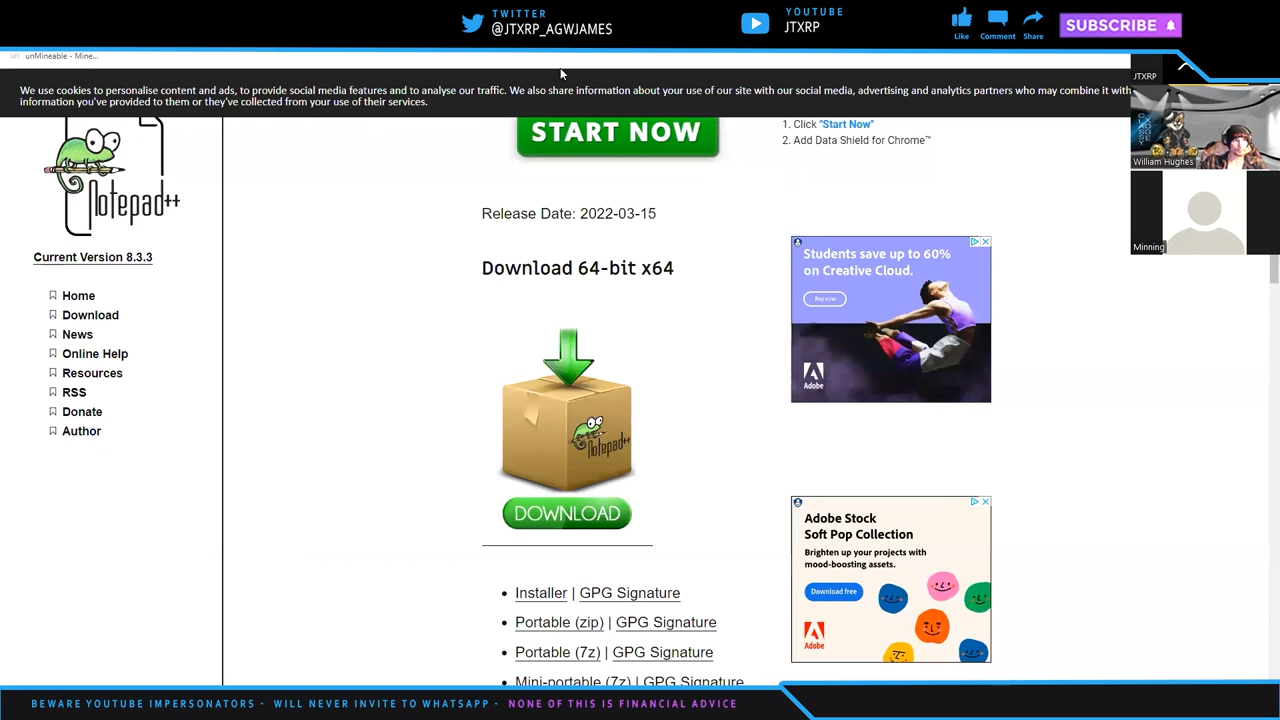 TWITTER
@JTXRP_AGWJAMES
YOUTUBE
JTXRP
Like
Comment
Share
SUBSCRIBE
unMineable - Mine...
We use cookies to personalise content and ads, to provide social media features and to analyse our traffic. We also share information about your use of our site with our social media, advertising and analytics partners who may combine it with
information you've provided to them or they've collected from your use of their services.
JTXRP
William Hughes
Minning
START NOW
1. Click "Start Now"
2. Add Data Shield for Chrome™
Notepad++
Current Version 8.3.3
Home
Download
News
Online Help
Resources
RSS
Donate
Author
Release Date: 2022-03-15
Download 64-bit x64
Notepad++
DOWNLOAD
Installer | GPG Signature
Portable (zip) | GPG Signature
Portable (7z) | GPG Signature
Mini-portable (7z) | GPG Signature
Students save up to 60%
on Creative Cloud.
Buy now
Adobe
Adobe Stock
Soft Pop Collection
Brighten up your projects with
mood-boosting assets.
Download free
Adobe
BEWARE YOUTUBE IMPERSONATORS - WILL NEVER INVITE TO WHATSAPP - NONE OF THIS IS FINANCIAL ADVICE